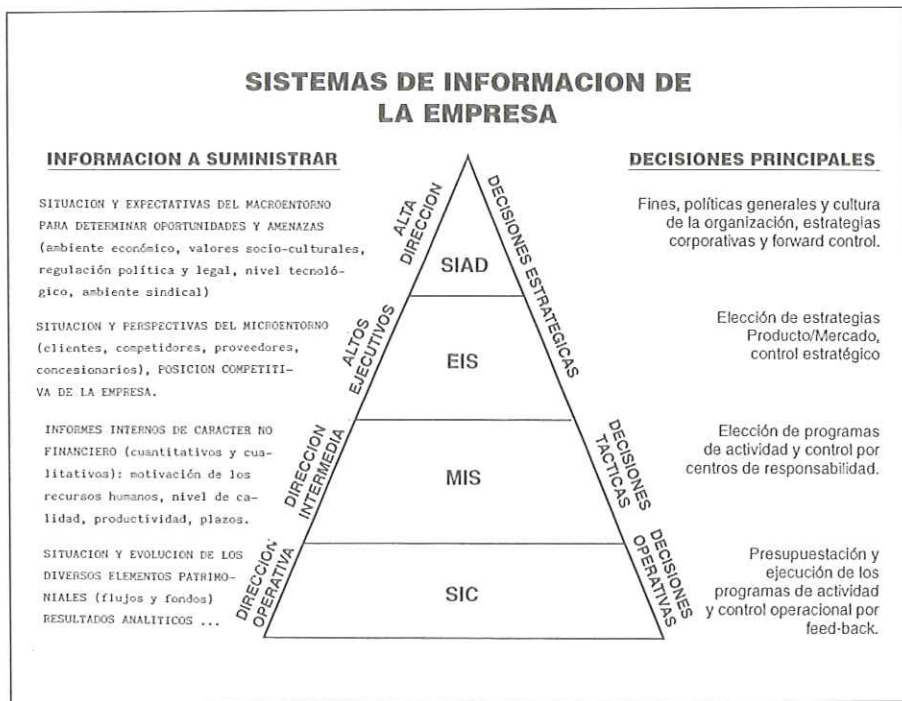 SISTEMAS DE INFORMACION DE
LA EMPRESA
INFORMACION A SUMINISTRAR
SITUACION Y EXPECTATIVAS DEL MACROENTORNO
PARA DETERMINAR OPORTUNIDADES Y AMENAZAS
(ambiente económico, valores socio-culturales,
regulación política y legal, nivel tecnoló-
gico, ambiente sindical)
SITUACION Y PERSPECTIVAS DEL MICROENTORNO
(clientes, competidores, proveedores,
concesionarios), POSICION COMPETITI-
VA DE LA EMPRESA.
INFORMES INTERNOS DE CARACTER NO
FINANCIERO (cuantitativos y cua-
litativos): motivación de los
recursos humanos, nivel de ca-
lidad, productividad, plazos.
SITUACION Y EVOLUCION DE LOS
DIVERSOS ELEMENTOS PATRIMO-
NIALES (flujos y fondos)
RESULTADOS ANALITICOS ...
ALTA
DIRECCION
ALTOS
EJECUTIVOS
DIRECCION
INTERMEDIA
DIRECCION
OPERATIVA
SIAD
EIS
MIS
SIC
DECISIONES ESTRATEGICAS
DECISIONES
TACTICAS
DECISIONES
OPERATIVAS
DECISIONES PRINCIPALES
Fines, políticas generales y cultura
de la organización, estrategias
corporativas y forward control.
Elección de estrategias
Producto/Mercado,
control estratégico
Elección de programas
de actividad y control por
centros de responsabilidad.
Presupuestación y
ejecución de los
programas de actividad
y control operacional por
feed-back.